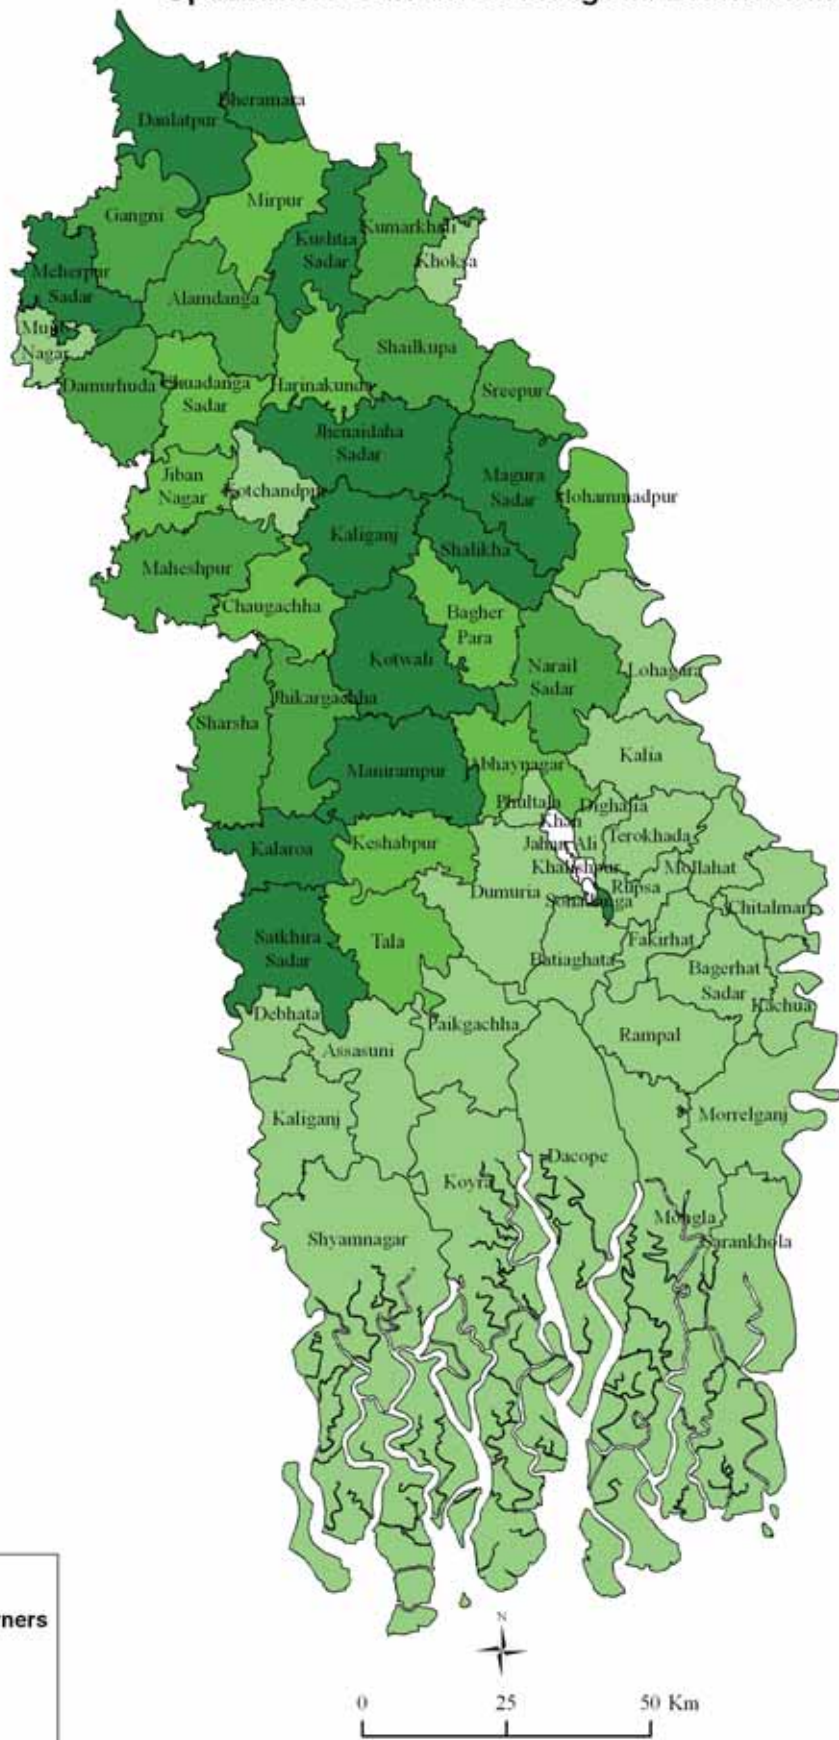 Bheramara
Daulatpur
Mirpur
Gangni
Kumarkhali
Kushtia
Sadar
Khoksa
Meherpur
Sadar
Alamdanga
Nagar
Shailkupa
Damurhuda
Chuadanga
Sadar
Harinakunda
Sreepur
Jhenaidaha
Sadar
Magura
Sadar
Jiban
Nagar
Kotchandpur
Mohammadpur
Kaliganj
Shalikha
Maheshpur
Chaugachha
Bagher
Para
Kotwali
Narail
Sadar
Lohagara
Jhikargachha
Sharsha
Kalia
Manirampur
Abhaynagar
Phultala
Dighalia
Khan
Jahan Ali
Terokhada
Kalaroa
Keshabpur
Khalishpur
Mollahat
Dumuria
Rupsa
Sonadanga
Chitalmari
Satkhira
Sadar
Tala
Fakirhat
Batiaghata
Bagerhat
Sadar
Kachua
Debhata
Paikgachha
Rampal
Assasuni
Kaliganj
Morrelganj
Dacope
Koyra
Mongla
Shyamnagar
Sarankhola
ners
N
0 25 50 Km